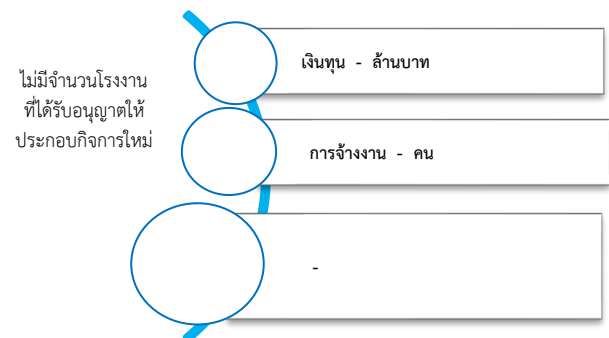 ไม่มีจำนวนโรงงาน
ที่ได้รับอนุญาตให้
ประกอบกิจการใหม่
เงินทุน - ล้านบาท
การจ้างงาน - คน
-